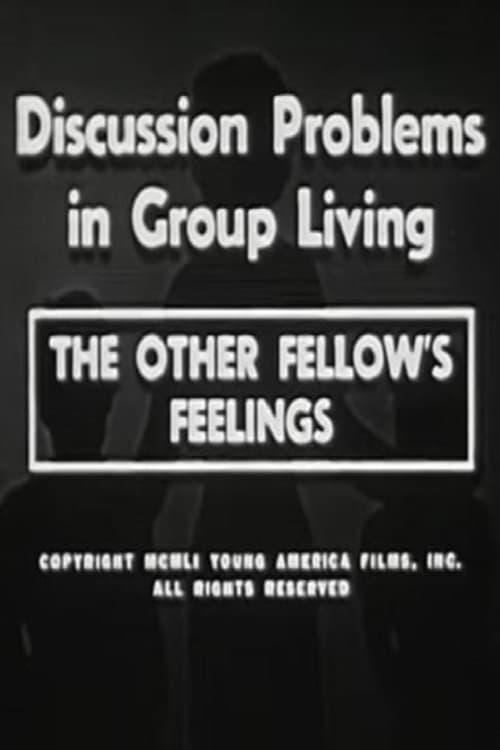 Discussion Problems
in Group Living
THE OTHER FELLOW'S
FEELINGS
COPYRIGHT MCMLI YOUNG AMERICA FILMS, INC.
ALL RIGHTS RESERVED